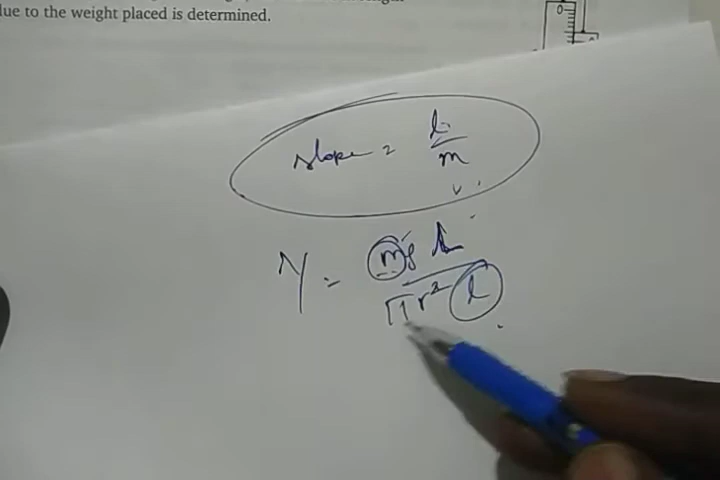 lue to the weight placed is determined.
slope = l/m
Y = mgL/πr²l